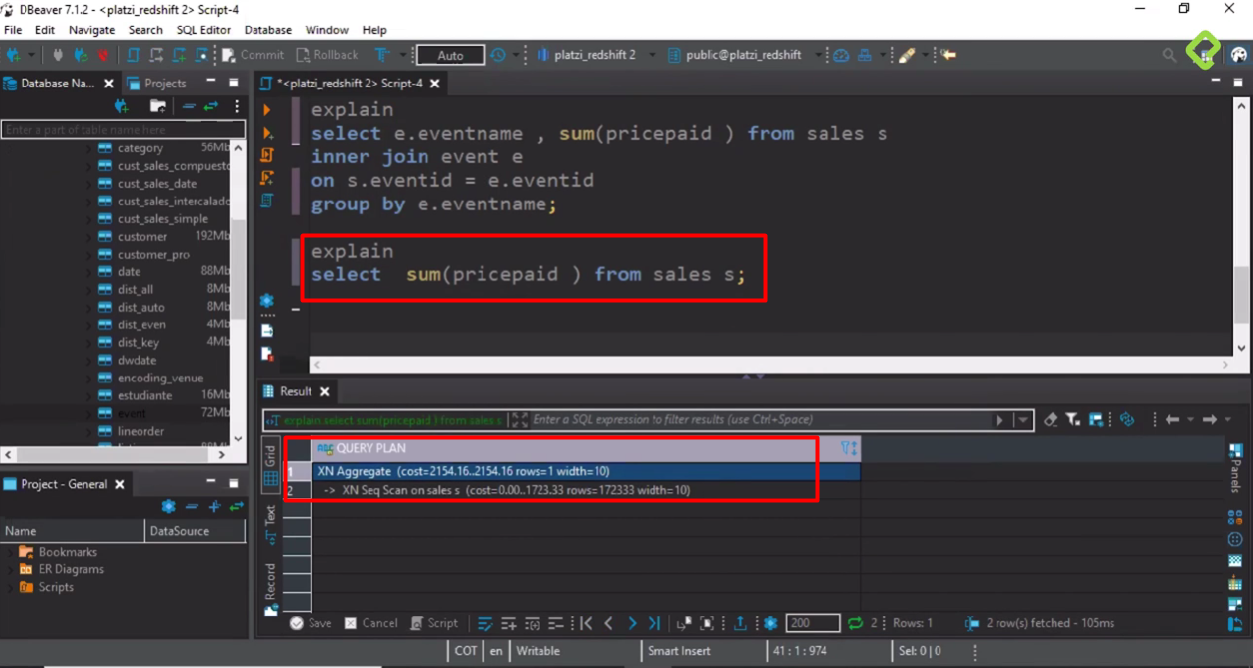 DBeaver 7.1.2 - <platzi_redshift 2> Script-4
File Edit Navigate Search SQL Editor Database Window Help
Commit Rollback Auto platzi_redshift 2 public@platzi_redshift
Database Na... Projects
*<platzi_redshift 2> Script-4
Enter a part of table name here
category 56Mb
cust_sales_compuesto
cust_sales_date
cust_sales_intercalado
cust_sales_simple
customer 192Mb
customer_pro
date 88Mb
dist_all 8Mb
dist_auto 8Mb
dist_even 4Mb
dist_key 4Mb
dwdate
encoding_venue
estudiante 16Mb
event 72Mb
lineorder
88Mb
explain
select e.eventname , sum(pricepaid ) from sales s
inner join event e
on s.eventid = e.eventid
group by e.eventname;
explain
select sum(pricepaid ) from sales s;
Project - General
Name DataSource
Bookmarks
ER Diagrams
Scripts
Result
explain select sum(pricepaid ) from sales s
Enter a SQL expression to filter results (use Ctrl+Space)
Grid
Text
Record
QUERY PLAN
1 XN Aggregate (cost=2154.16..2154.16 rows=1 width=10)
2 -> XN Seq Scan on sales s (cost=0.00..1723.33 rows=172333 width=10)
Panels
Save Cancel Script 200 2 Rows: 1 2 row(s) fetched - 105ms
COT en Writable Smart Insert 41 : 1 : 974 Sel: 0 | 0